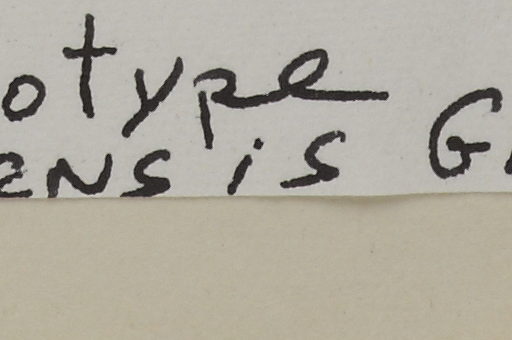 otype
ensis G